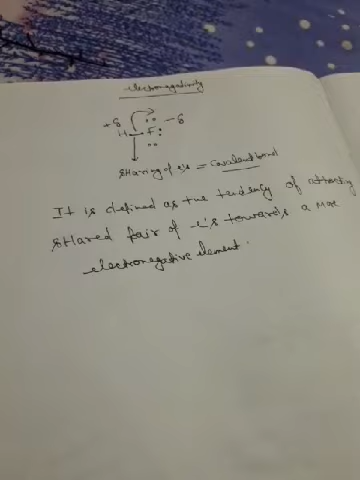 electronegativity
+δ -δ
H-F:
SHaring of e's = Covalent bond
It is defined as the tendency of attracting
SHared pair of -e's towards a more
electronegative element.